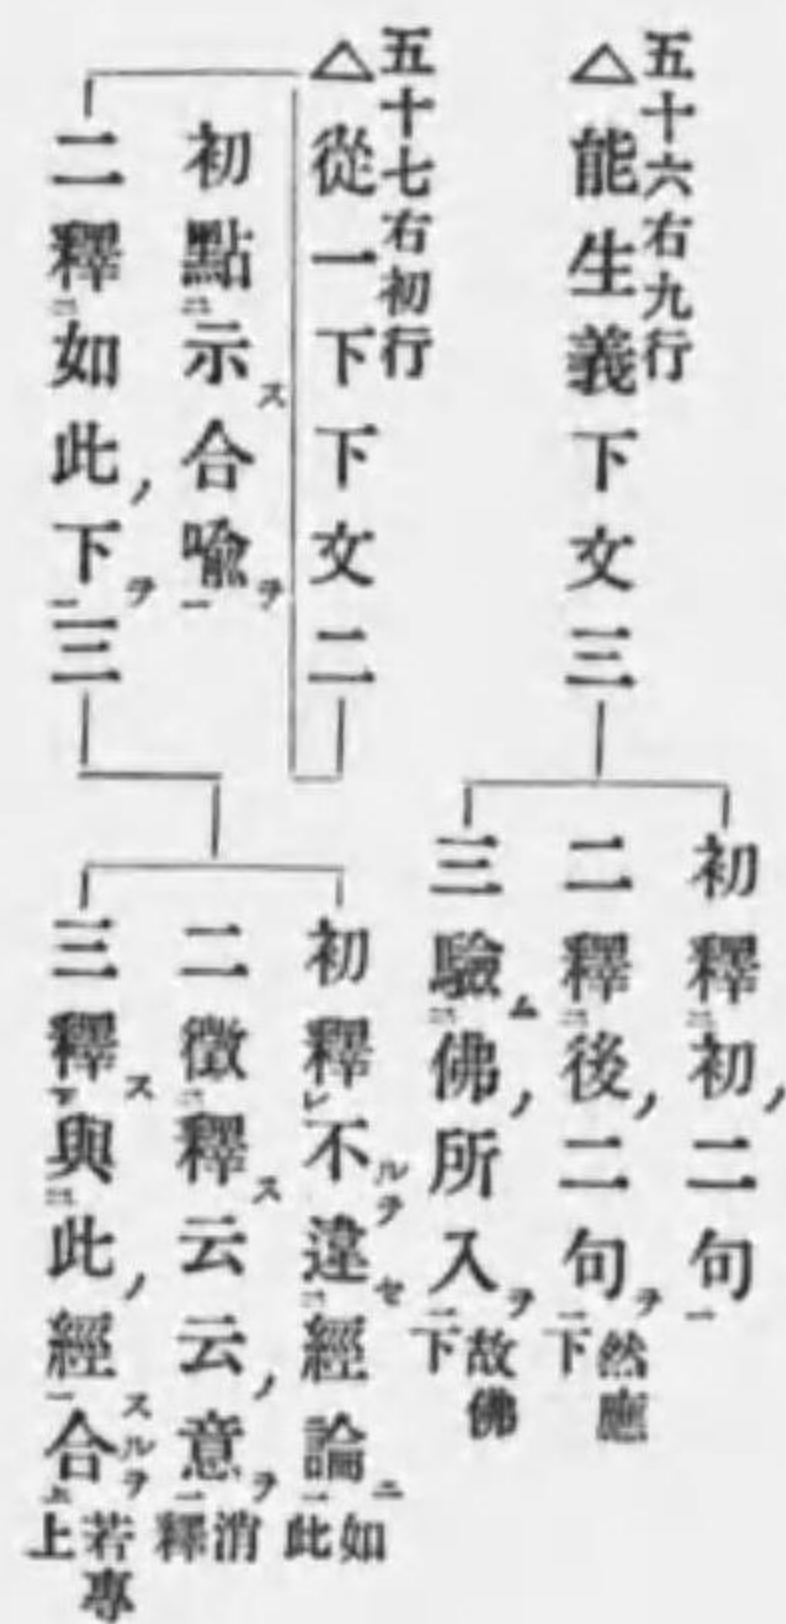 五十六右九行
△能生義下文三
初釋初ノ二句
二釋後ノ二句ヲ 然應下
三驗ムル佛ノ所入ヲ 故佛下
五十七右初行
△從一下下文二
初點示ス合喩ヲ
二釋如此ノ下ヲ三
初釋不ルヲ違セ經論ニ 如此
二徵釋ス云云ノ意ヲ 消釋
三釋ス與此ノ經合スルヲ 若專上